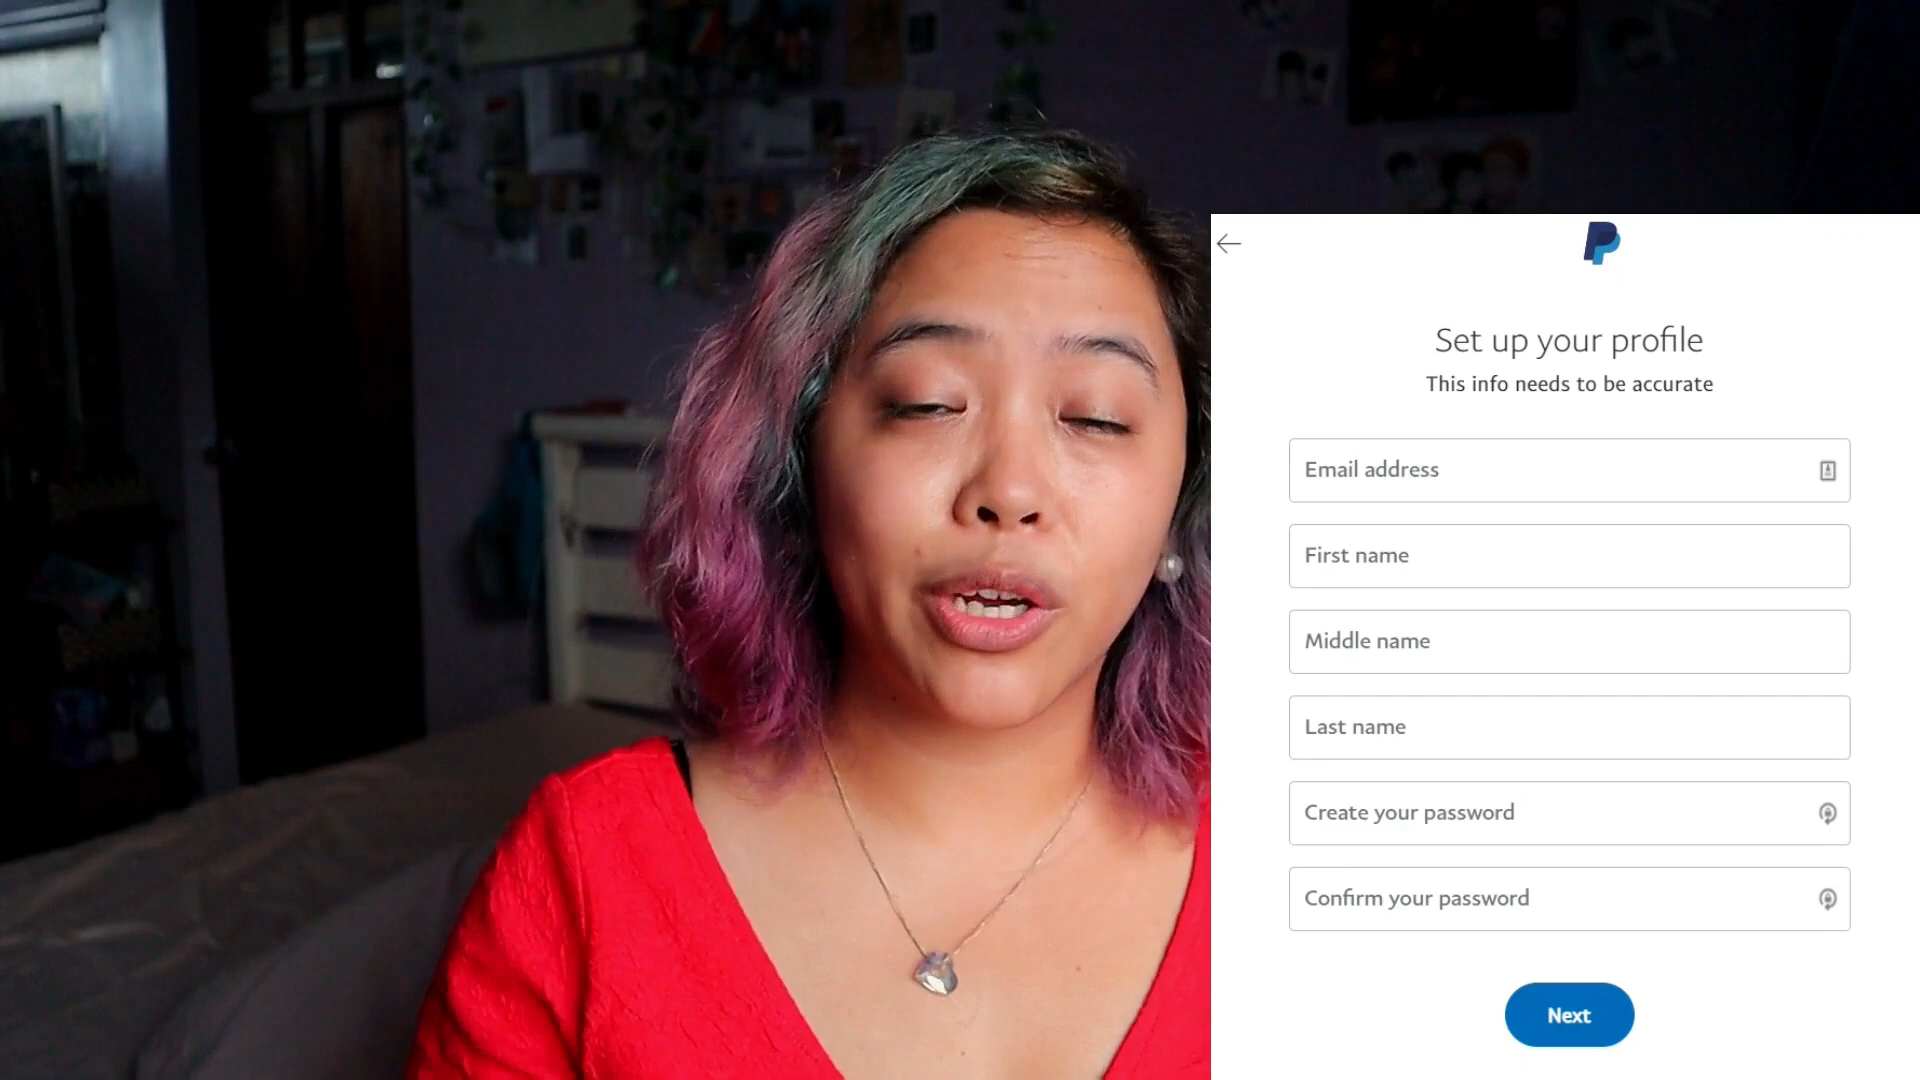 Set up your profile
This info needs to be accurate
Email address
First name
Middle name
Last name
Create your password
Confirm your password
Next